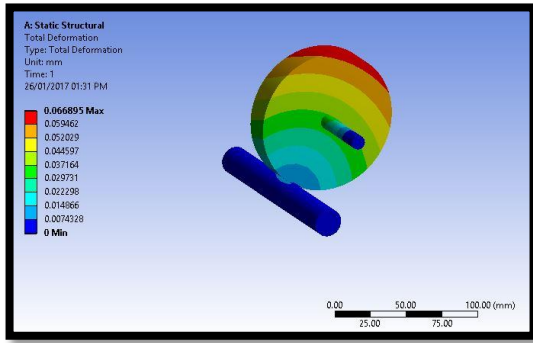 A: Static Structural
Total Deformation
Type: Total Deformation
Unit: mm
Time: 1
26/01/2017 01:31 PM
0.066895 Max
0.059462
0.052029
0.044597
0.037164
0.029731
0.022298
0.014866
0.0074328
0 Min
0.00 50.00 100.00 (mm)
25.00 75.00